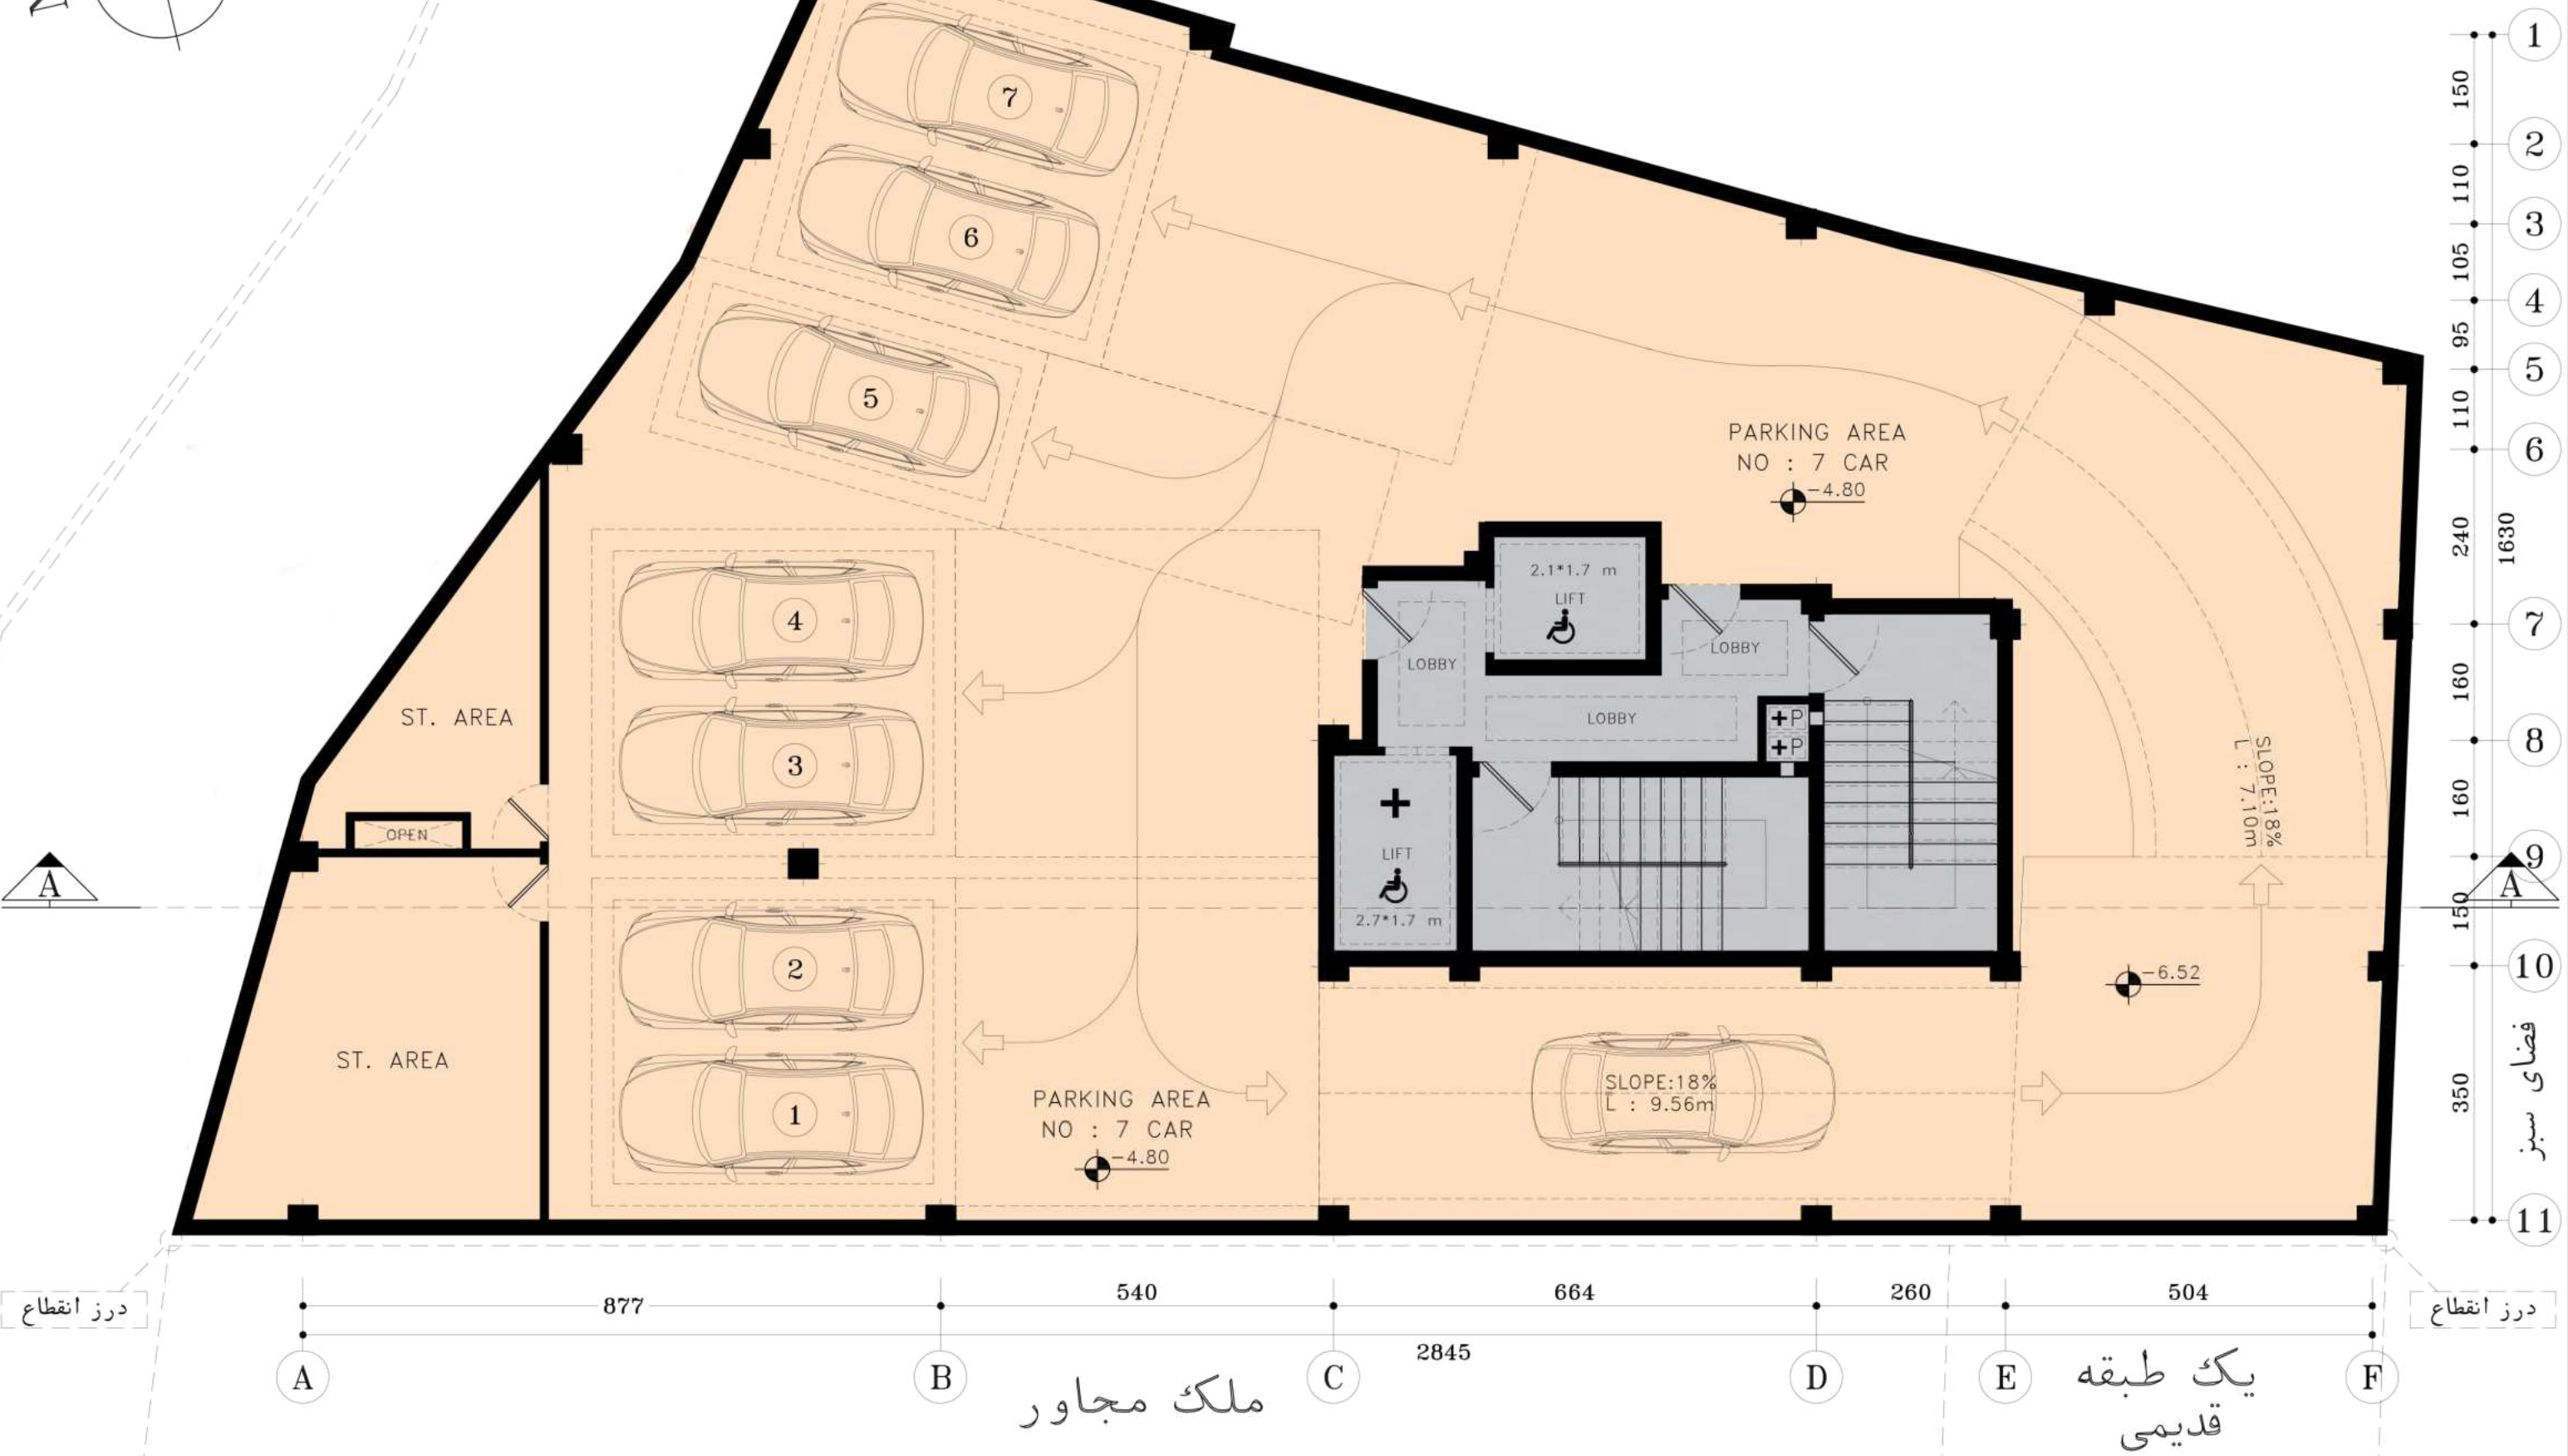 N
1
150
2
110
3
105
4
95
5
110
6
240
1630
7
160
8
160
9
150
10
350
11
7
6
5
4
3
2
1
PARKING AREA
NO : 7 CAR
-4.80
2.1*1.7 m
LIFT
LOBBY
LOBBY
LOBBY
+P
+P
ST. AREA
OPEN
LIFT
2.7*1.7 m
SLOPE:18%
L : 7.10m
A
A
-6.52
ST. AREA
SLOPE:18%
L : 9.56m
PARKING AREA
NO : 7 CAR
-4.80
فضای سبز
درز انقطاع
درز انقطاع
877
540
664
260
504
2845
A
B
C
D
E
F
ملک مجاور
یک طبقه
قدیمی